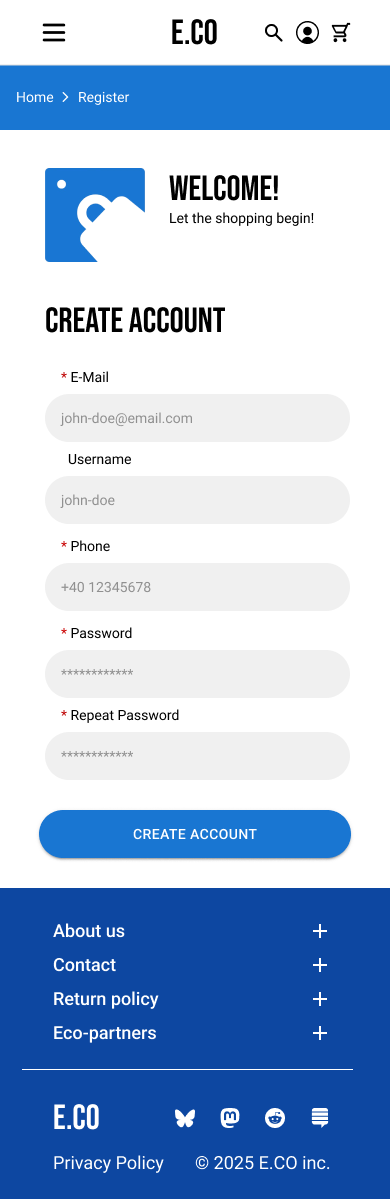 E.CO
Home > Register
WELCOME!
Let the shopping begin!
CREATE ACCOUNT
* E-Mail
john-doe@email.com
Username
john-doe
* Phone
+40 12345678
* Password
************
* Repeat Password
************
CREATE ACCOUNT
About us +
Contact +
Return policy +
Eco-partners +
E.CO
Privacy Policy © 2025 E.CO inc.